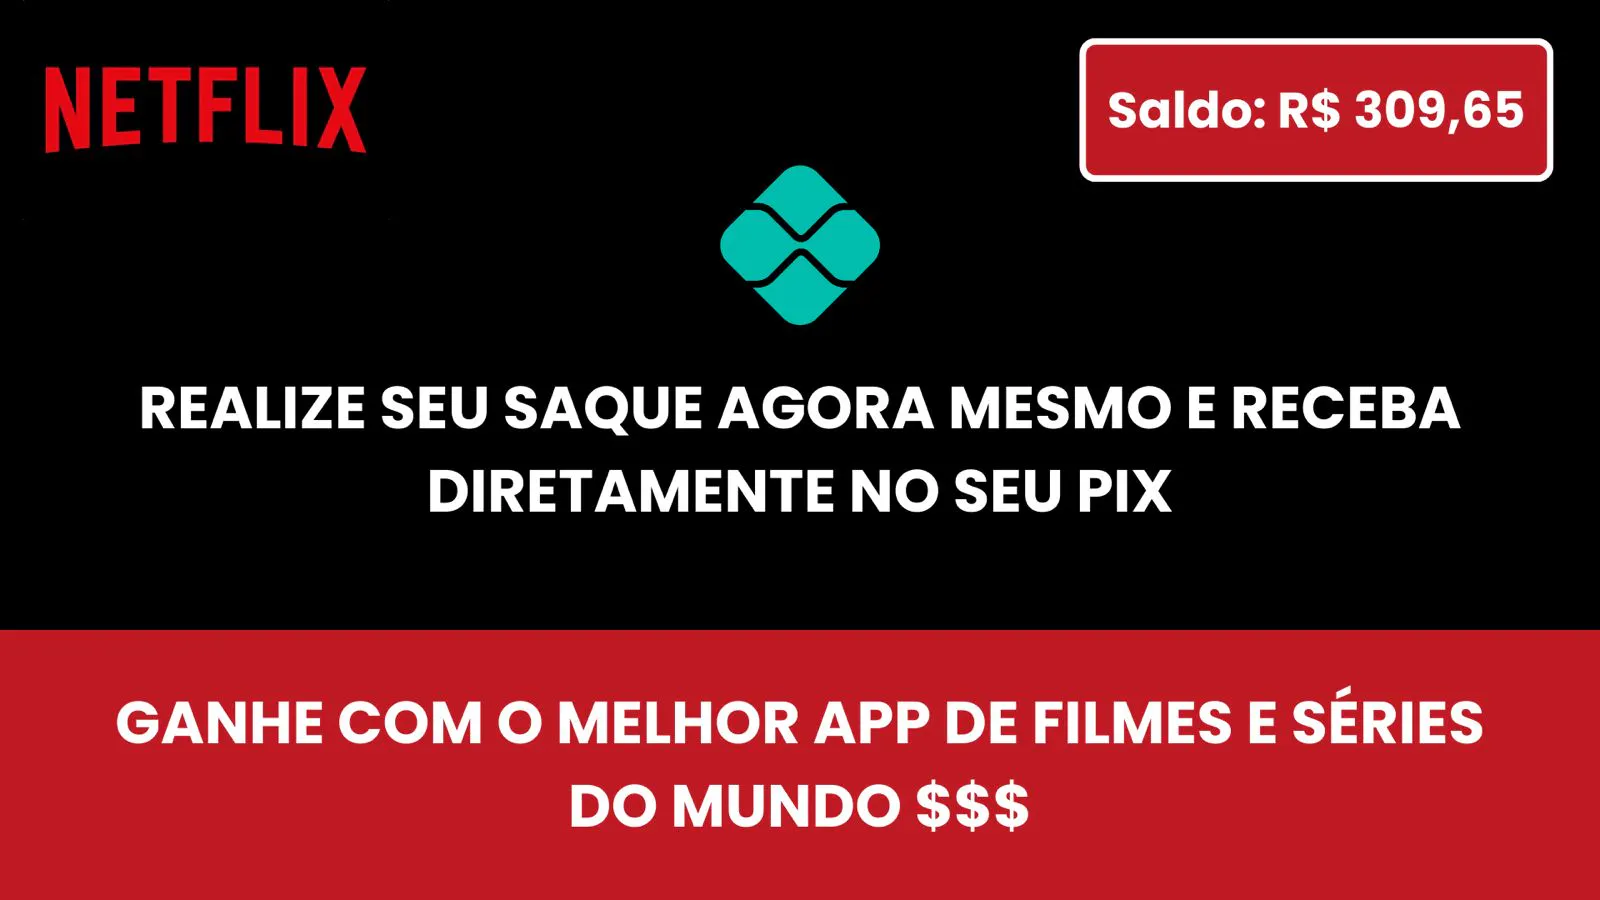 NETFLIX
Saldo: R$ 309,65
REALIZE SEU SAQUE AGORA MESMO E RECEBA
DIRETAMENTE NO SEU PIX
GANHE COM O MELHOR APP DE FILMES E SÉRIES
DO MUNDO $$$